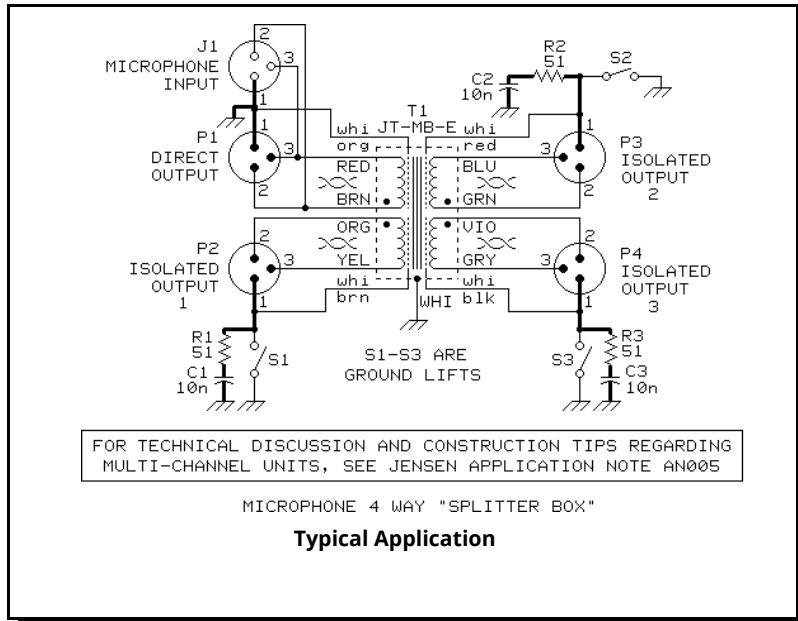 J1
MICROPHONE
INPUT
2
3
1
P1
DIRECT
OUTPUT
1
3
2
whi
org
RED
BRN
T1
JT-MB-E
whi
red
BLU
GRN
R2
51
S2
C2
10n
1
3
2
P3
ISOLATED
OUTPUT
2
P2
ISOLATED
OUTPUT
1
2
3
1
ORG
YEL
whi
brn
VIO
GRY
whi
blk
WHI
2
3
1
P4
ISOLATED
OUTPUT
3
R1
51
C1
10n
S1
S1-S3 ARE
GROUND LIFTS
S3
R3
51
C3
10n
FOR TECHNICAL DISCUSSION AND CONSTRUCTION TIPS REGARDING
MULTI-CHANNEL UNITS, SEE JENSEN APPLICATION NOTE AN005
MICROPHONE 4 WAY "SPLITTER BOX"
Typical Application